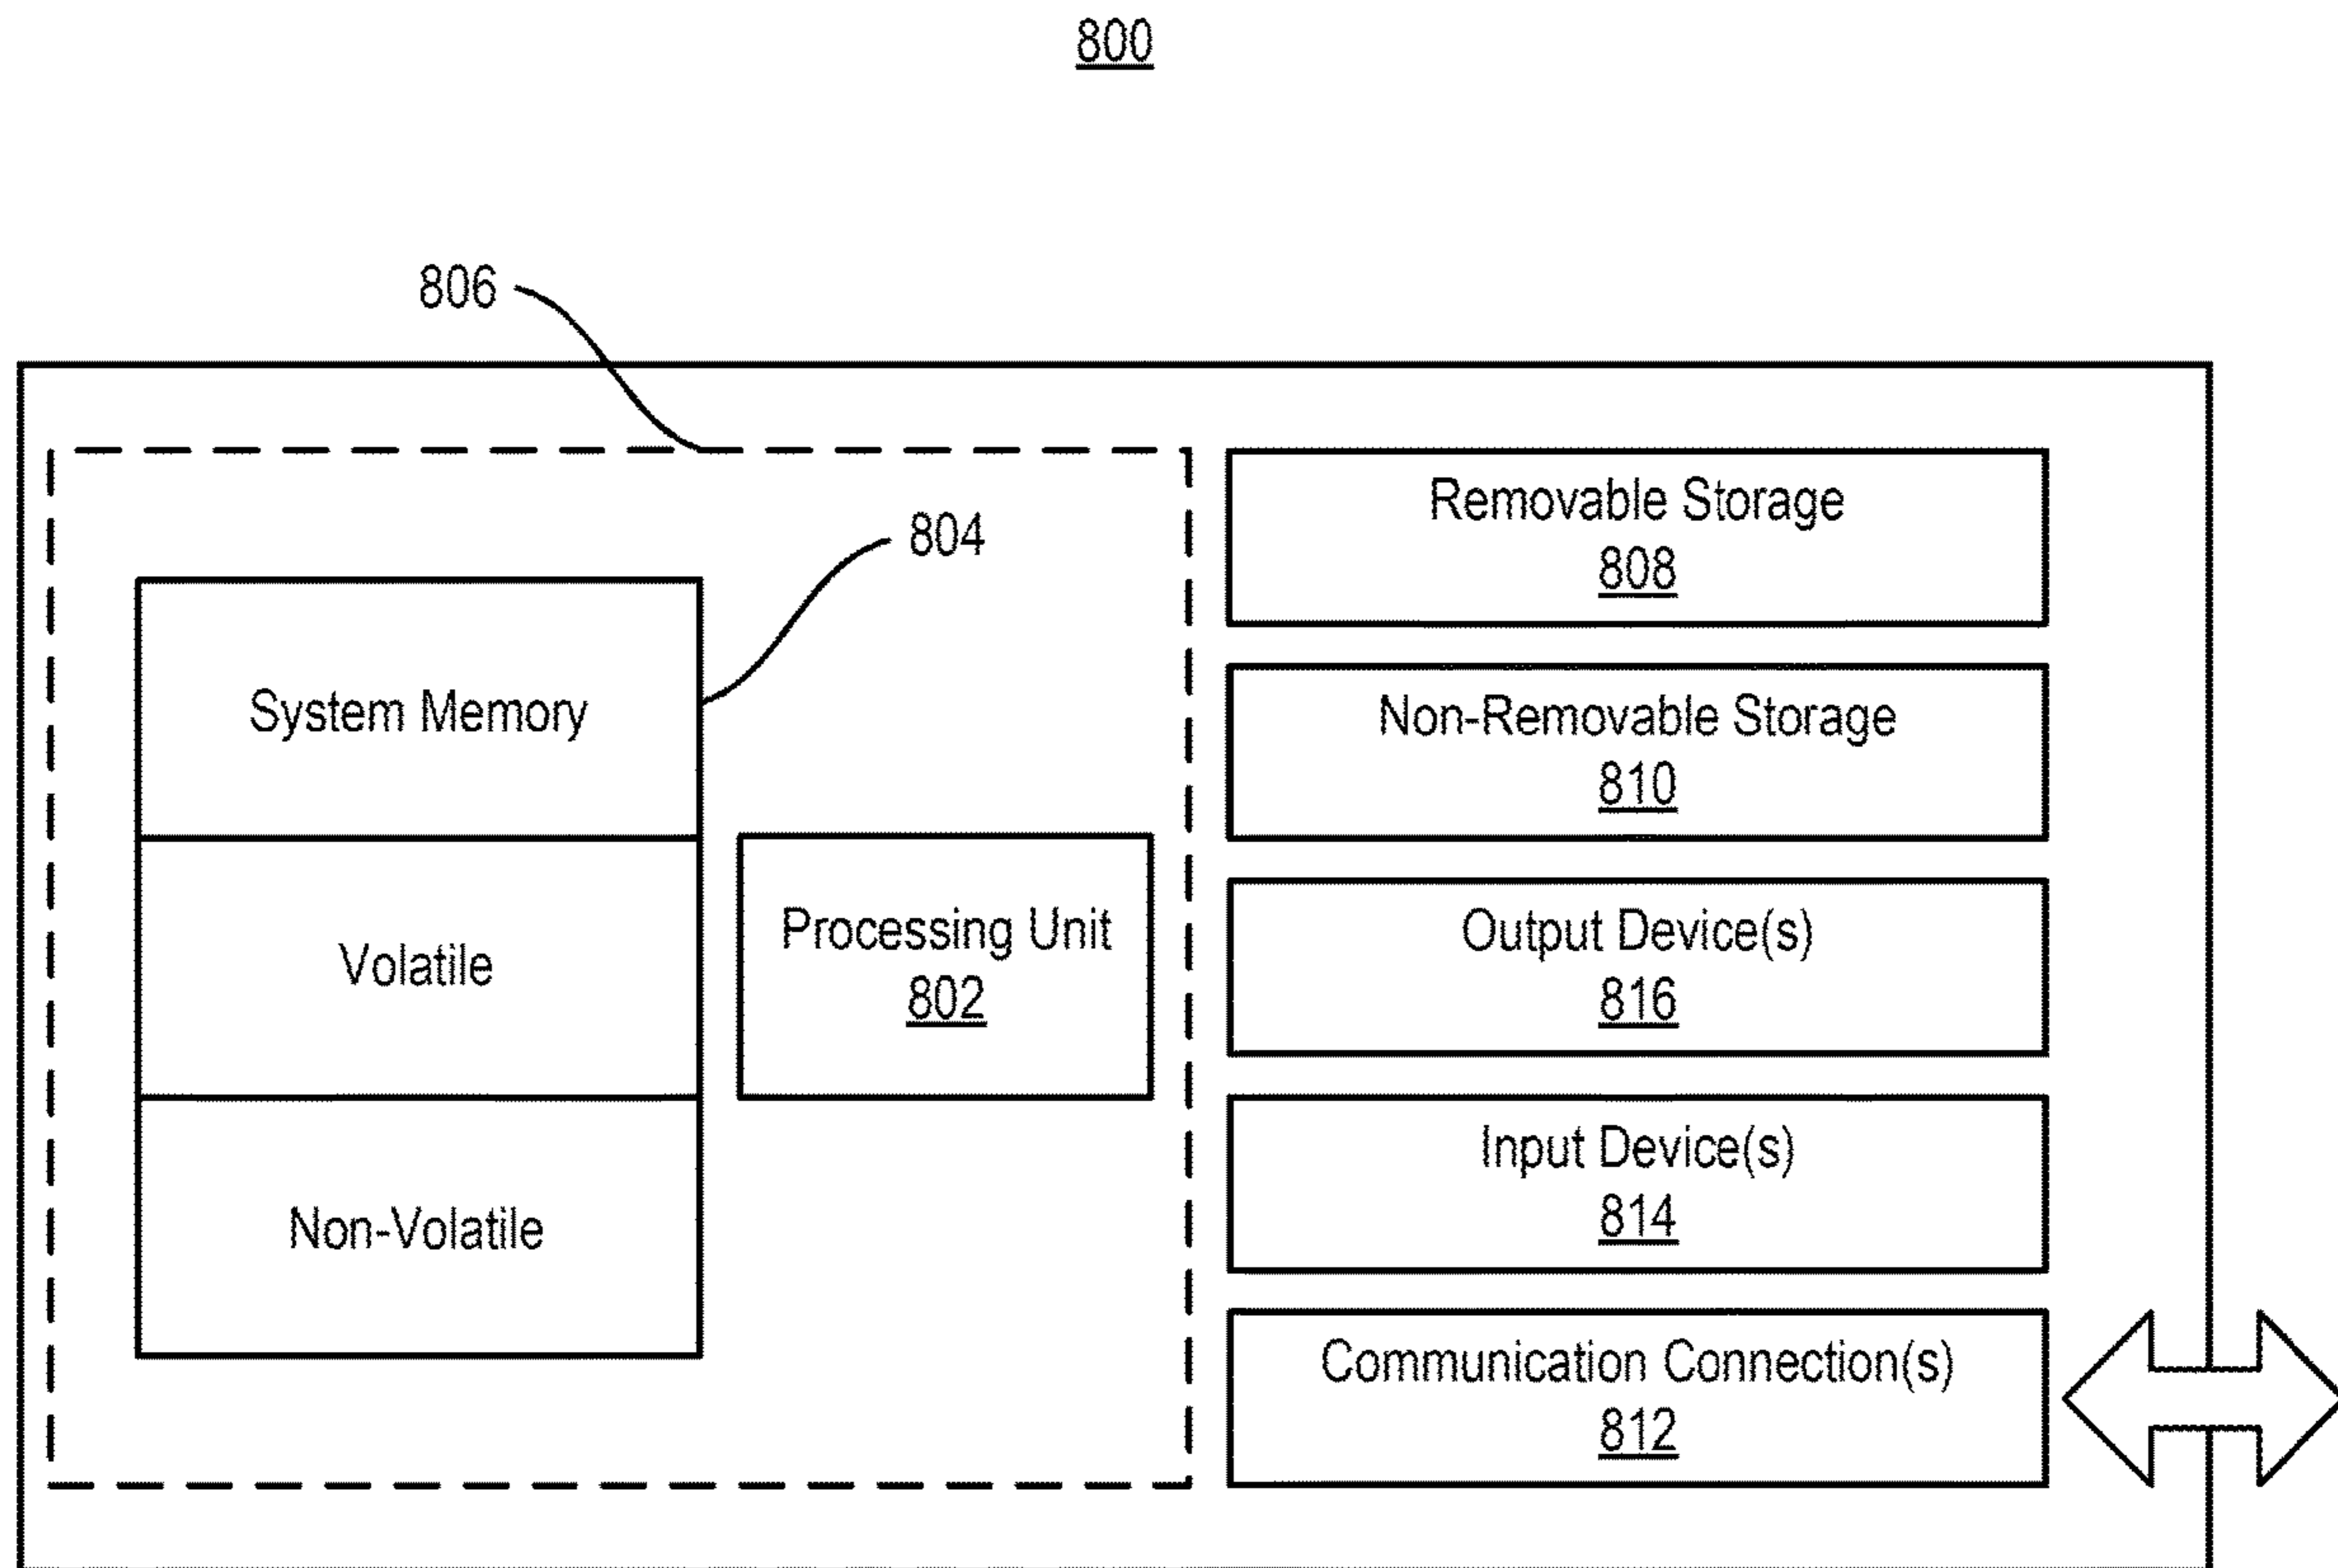 800
806
804
System Memory
Volatile
Non-Volatile
Processing Unit
802
Removable Storage
808
Non-Removable Storage
810
Output Device(s)
816
Input Device(s)
814
Communication Connection(s)
812